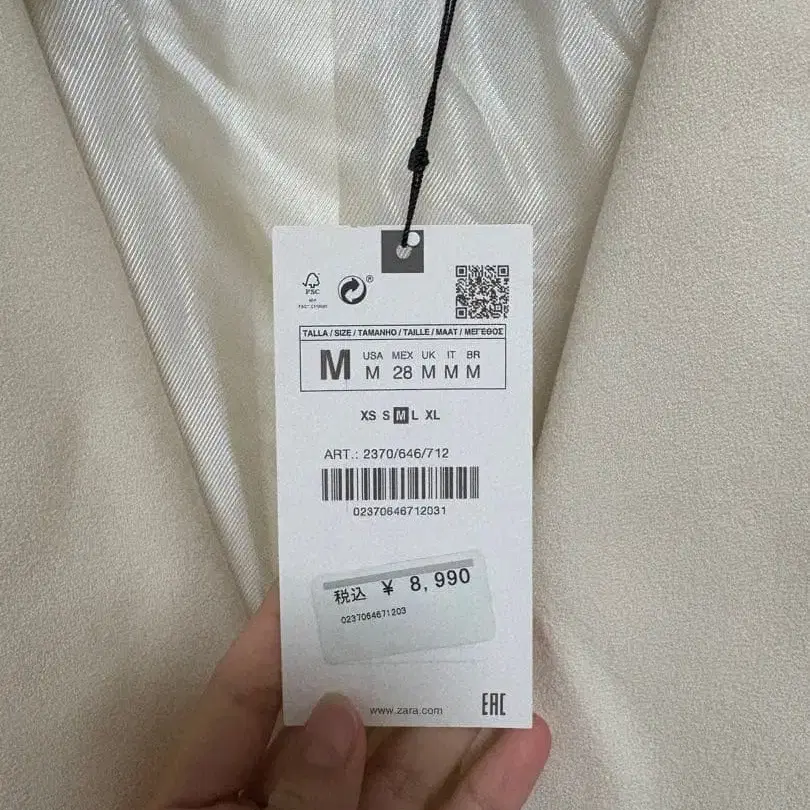 FSC
®
TALLA / SIZE / TAMANHO / TAILLE / MAAT / ΜΕΓΕΘΟΣ
M
USA MEX UK IT BR
M 28 M M M
XS S M L XL
ART.: 2370/646/712
02370646712031
税込 ¥ 8,990
0237064671203
www.zara.com
EAC